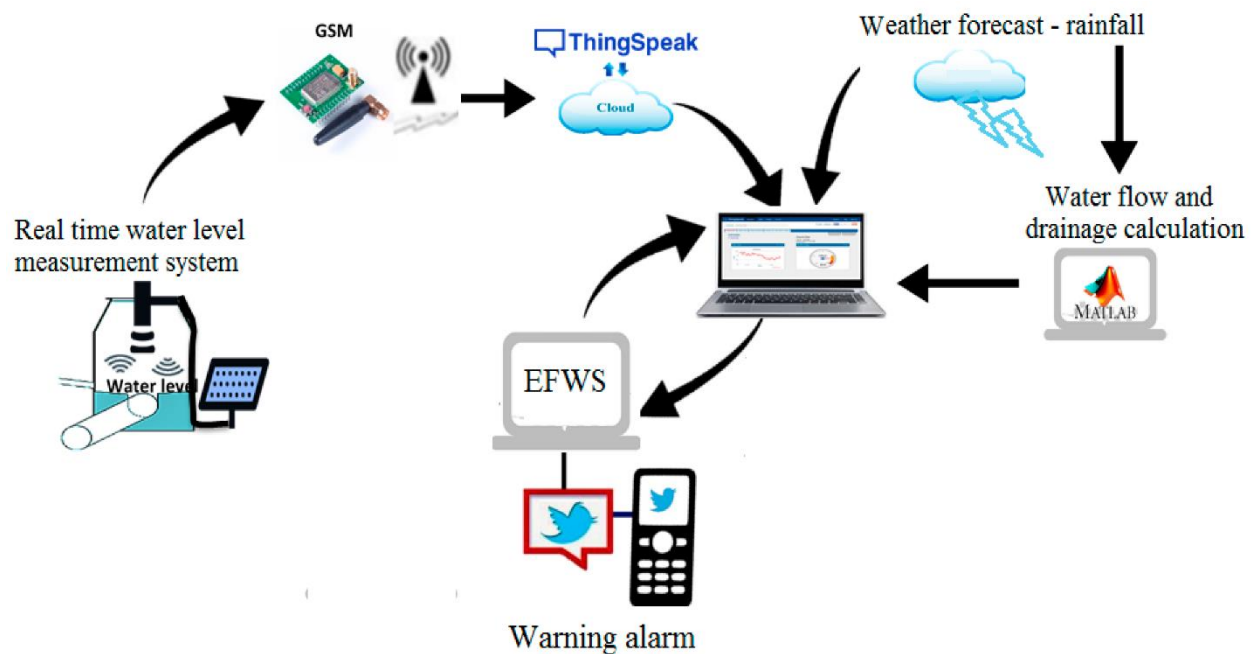 GSM
ThingSpeak
Cloud
Weather forecast - rainfall
Real time water level
measurement system
Water level
Water flow and
drainage calculation
MATLAB
EFWS
Warning alarm